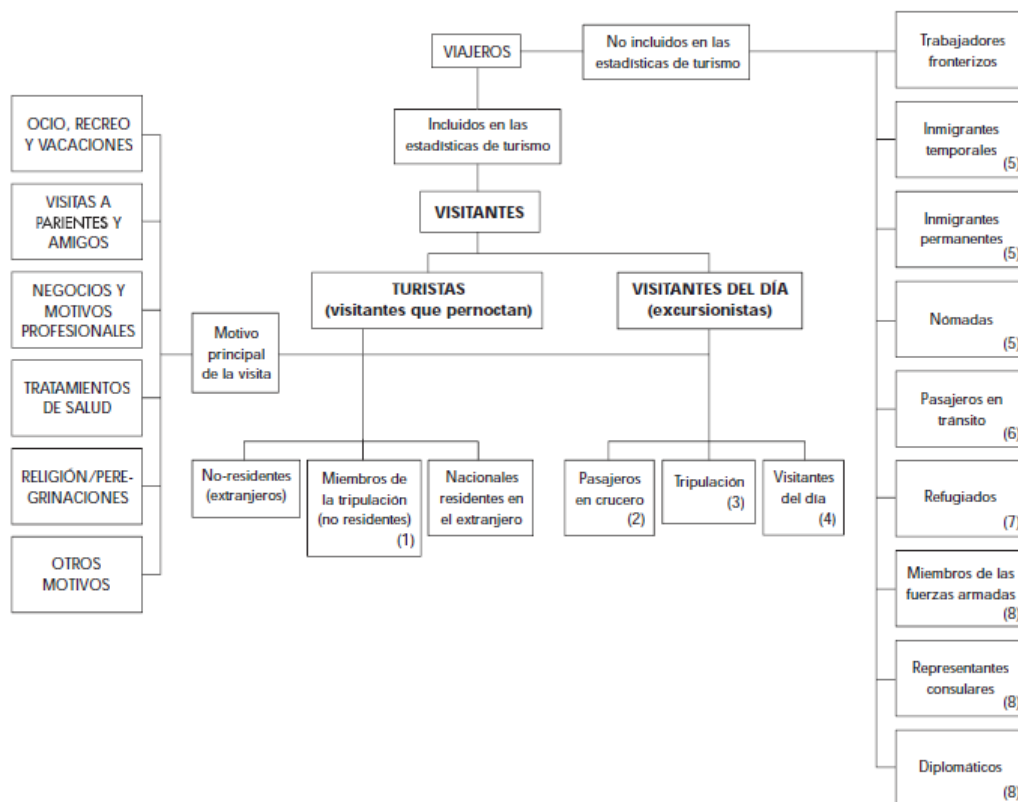 VIAJEROS
No incluidos en las
estadísticas de turismo
Incluidos en las
estadísticas de turismo
VISITANTES
TURISTAS
(visitantes que pernoctan)
VISITANTES DEL DÍA
(excursionistas)
Motivo
principal
de la visita
OCIO, RECREO
Y VACACIONES
VISITAS A
PARIENTES Y
AMIGOS
NEGOCIOS Y
MOTIVOS
PROFESIONALES
TRATAMIENTOS
DE SALUD
RELIGIÓN/PERE-
GRINACIONES
OTROS
MOTIVOS
No-residentes
(extranjeros)
Miembros de
la tripulación
(no residentes)
(1)
Nacionales
residentes en
el extranjero
Pasajeros
en crucero
(2)
Tripulación
(3)
Visitantes
del día
(4)
Trabajadores
fronterizos
Inmigrantes
temporales
(5)
Inmigrantes
permanentes
(5)
Nómadas
(5)
Pasajeros en
tránsito
(6)
Refugiados
(7)
Miembros de las
fuerzas armadas
(8)
Representantes
consulares
(8)
Diplomáticos
(8)